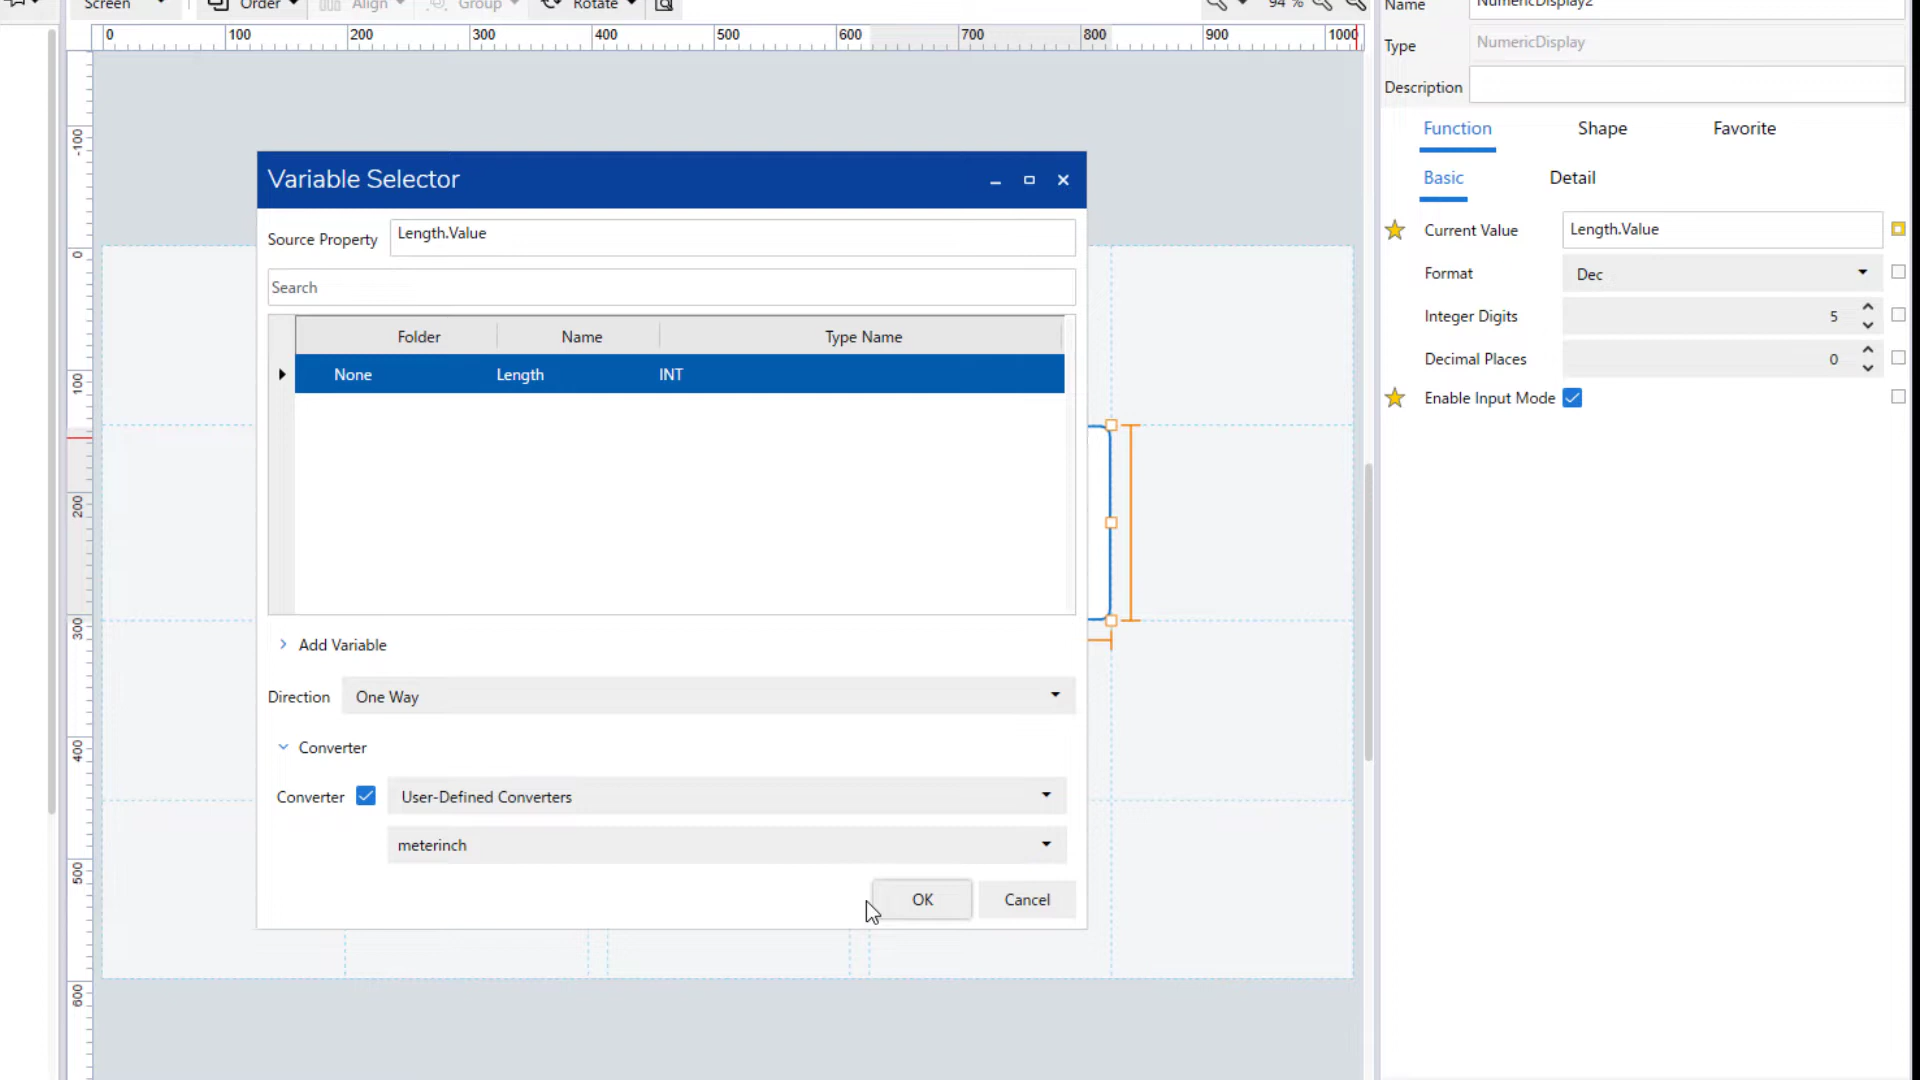 Screen Order Align Group Rotate 94 %
Name NumericDisplay2
0 100 200 300 400 500 600 700 800 900 1000
Type NumericDisplay
Description
Function Shape Favorite
-100
Variable Selector
Basic Detail
Source Property Length.Value
Current Value Length.Value
0
Search
Format Dec
Integer Digits 5
Folder Name Type Name
Decimal Places 0
None Length INT
100
Enable Input Mode
200
300
Add Variable
Direction One Way
400
Converter
Converter User-Defined Converters
meterinch
500
OK Cancel
600